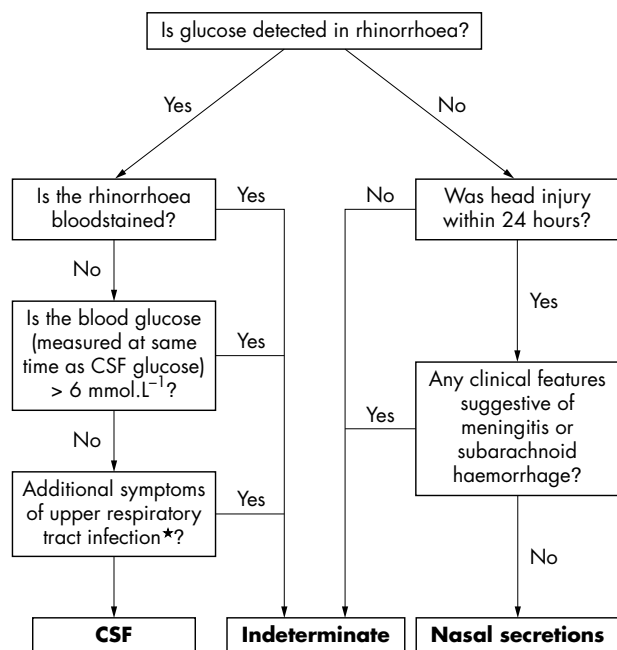 Is glucose detected in rhinorrhoea?
Yes
No
Is the rhinorrhoea
bloodstained?
Yes
No
Was head injury
within 24 hours?
No
Yes
Is the blood glucose
(measured at same
time as CSF glucose)
> 6 mmol.L⁻¹?
Yes
Any clinical features
suggestive of
meningitis or
subarachnoid
haemorrhage?
Yes
No
Additional symptoms
of upper respiratory
tract infection★?
Yes
No
CSF
Indeterminate
Nasal secretions